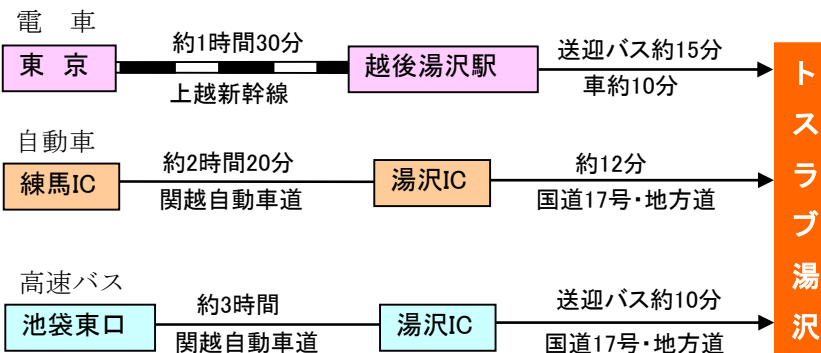 電　車
東　京
約1時間30分
上越新幹線
越後湯沢駅
送迎バス約15分
車約10分
自動車
練馬IC
約2時間20分
関越自動車道
湯沢IC
約12分
国道17号・地方道
高速バス
池袋東口
約3時間
関越自動車道
湯沢IC
送迎バス約10分
国道17号・地方道
トスラブ湯沢